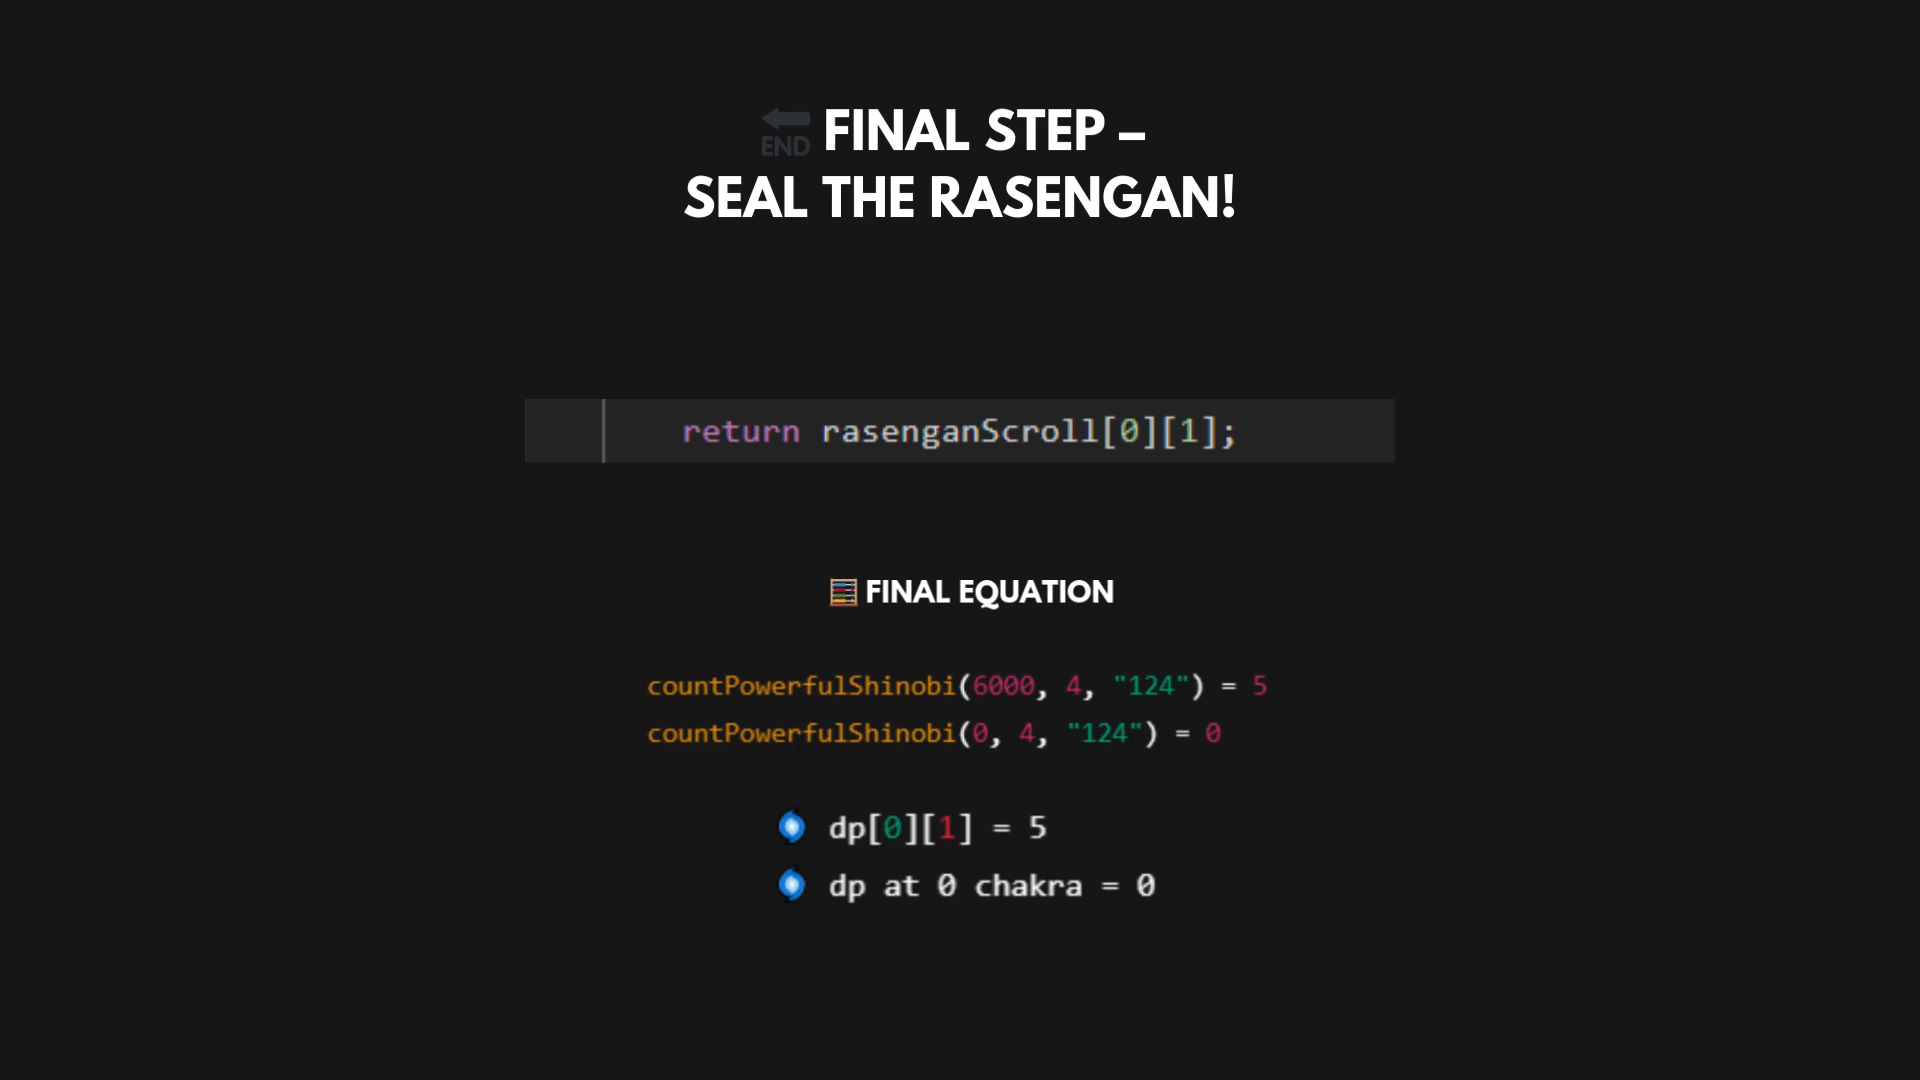 END FINAL STEP –
SEAL THE RASENGAN!
return rasenganScroll[0][1];
FINAL EQUATION
countPowerfulShinobi(6000, 4, "124") = 5
countPowerfulShinobi(0, 4, "124") = 0
dp[0][1] = 5
dp at 0 chakra = 0